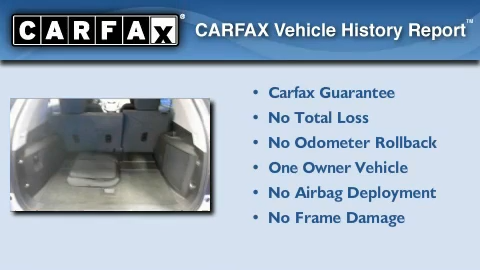 CARFAX® CARFAX Vehicle History Report™
• Carfax Guarantee
• No Total Loss
• No Odometer Rollback
• One Owner Vehicle
• No Airbag Deployment
• No Frame Damage